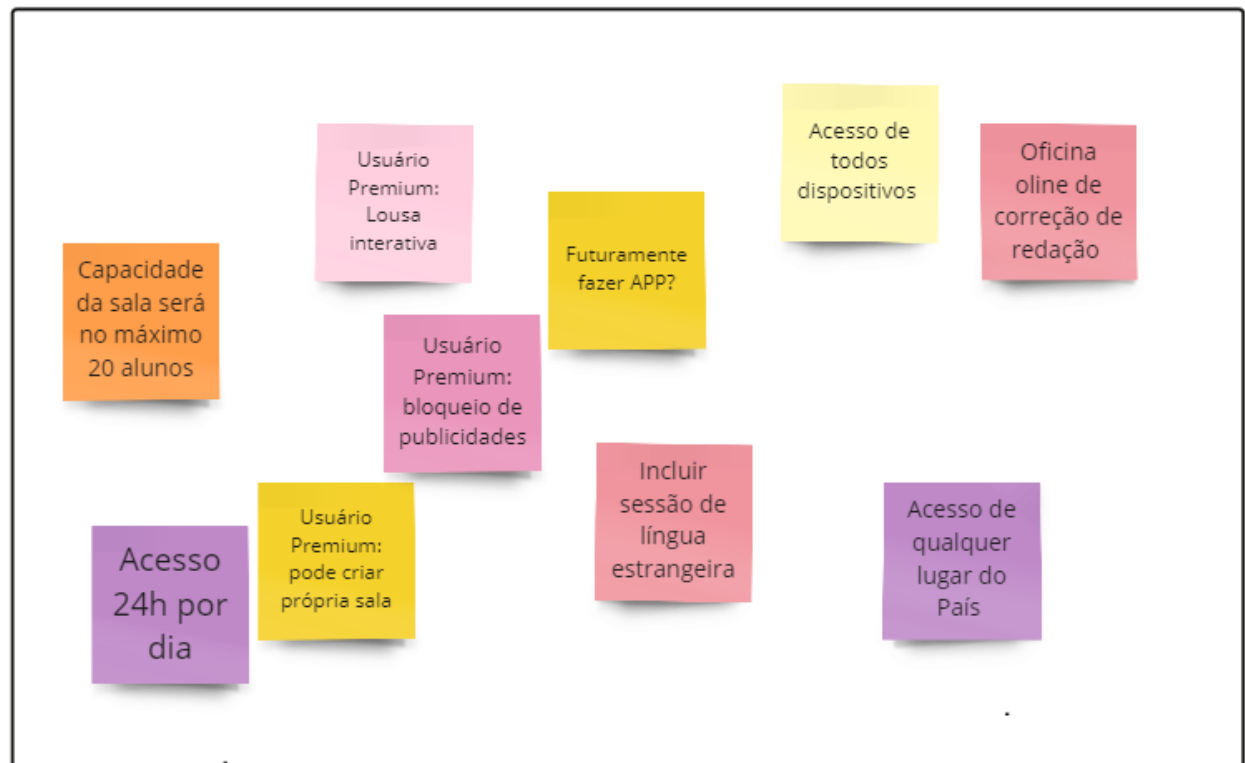 Usuário
Premium:
Lousa
interativa
Acesso de
todos
dispositivos
Oficina
oline de
correção de
redação
Capacidade
da sala será
no máximo
20 alunos
Futuramente
fazer APP?
Usuário
Premium:
bloqueio de
publicidades
Incluir
sessão de
língua
estrangeira
Acesso de
qualquer
lugar do
País
Acesso
24h por
dia
Usuário
Premium:
pode criar
própria sala